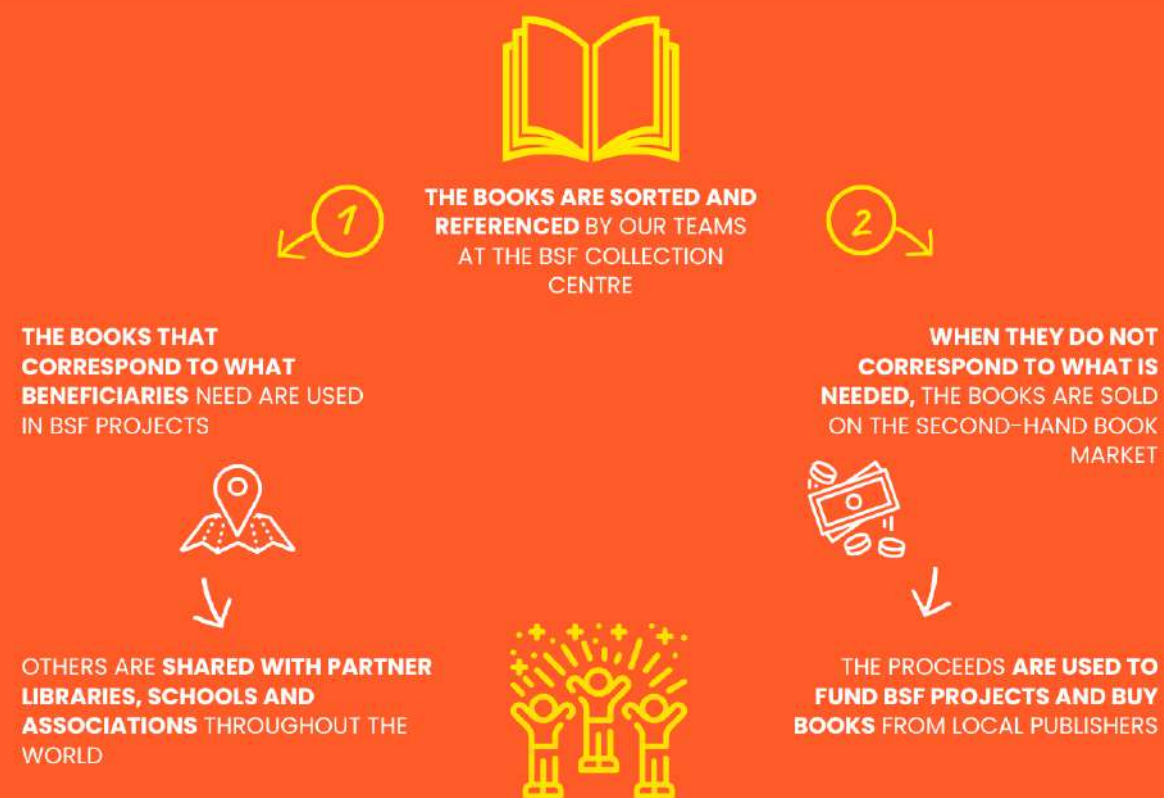 THE BOOKS ARE SORTED AND
REFERENCED BY OUR TEAMS
AT THE BSF COLLECTION
CENTRE
1
THE BOOKS THAT
CORRESPOND TO WHAT
BENEFICIARIES NEED ARE USED
IN BSF PROJECTS
OTHERS ARE SHARED WITH PARTNER
LIBRARIES, SCHOOLS AND
ASSOCIATIONS THROUGHOUT THE
WORLD
2
WHEN THEY DO NOT
CORRESPOND TO WHAT IS
NEEDED, THE BOOKS ARE SOLD
ON THE SECOND-HAND BOOK
MARKET
THE PROCEEDS ARE USED TO
FUND BSF PROJECTS AND BUY
BOOKS FROM LOCAL PUBLISHERS